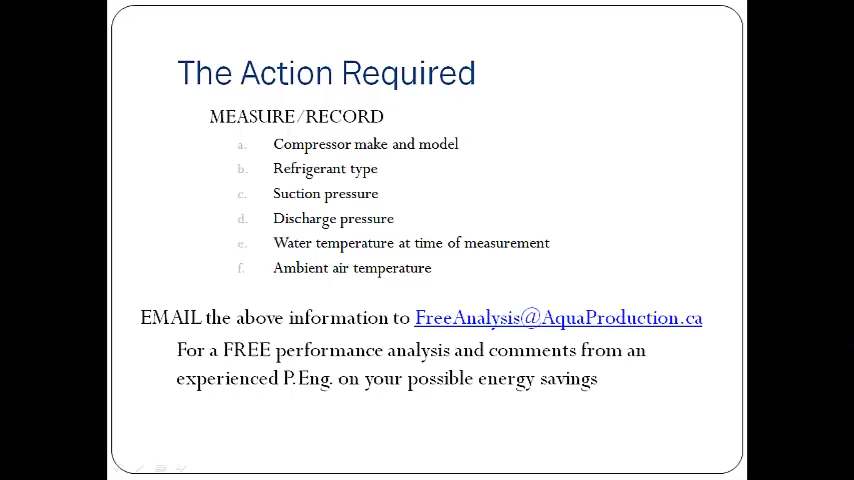 The Action Required
MEASURE/RECORD
a. Compressor make and model
b. Refrigerant type
c. Suction pressure
d. Discharge pressure
e. Water temperature at time of measurement
f. Ambient air temperature
EMAIL the above information to FreeAnalysis@AquaProduction.ca
For a FREE performance analysis and comments from an
experienced P.Eng. on your possible energy savings